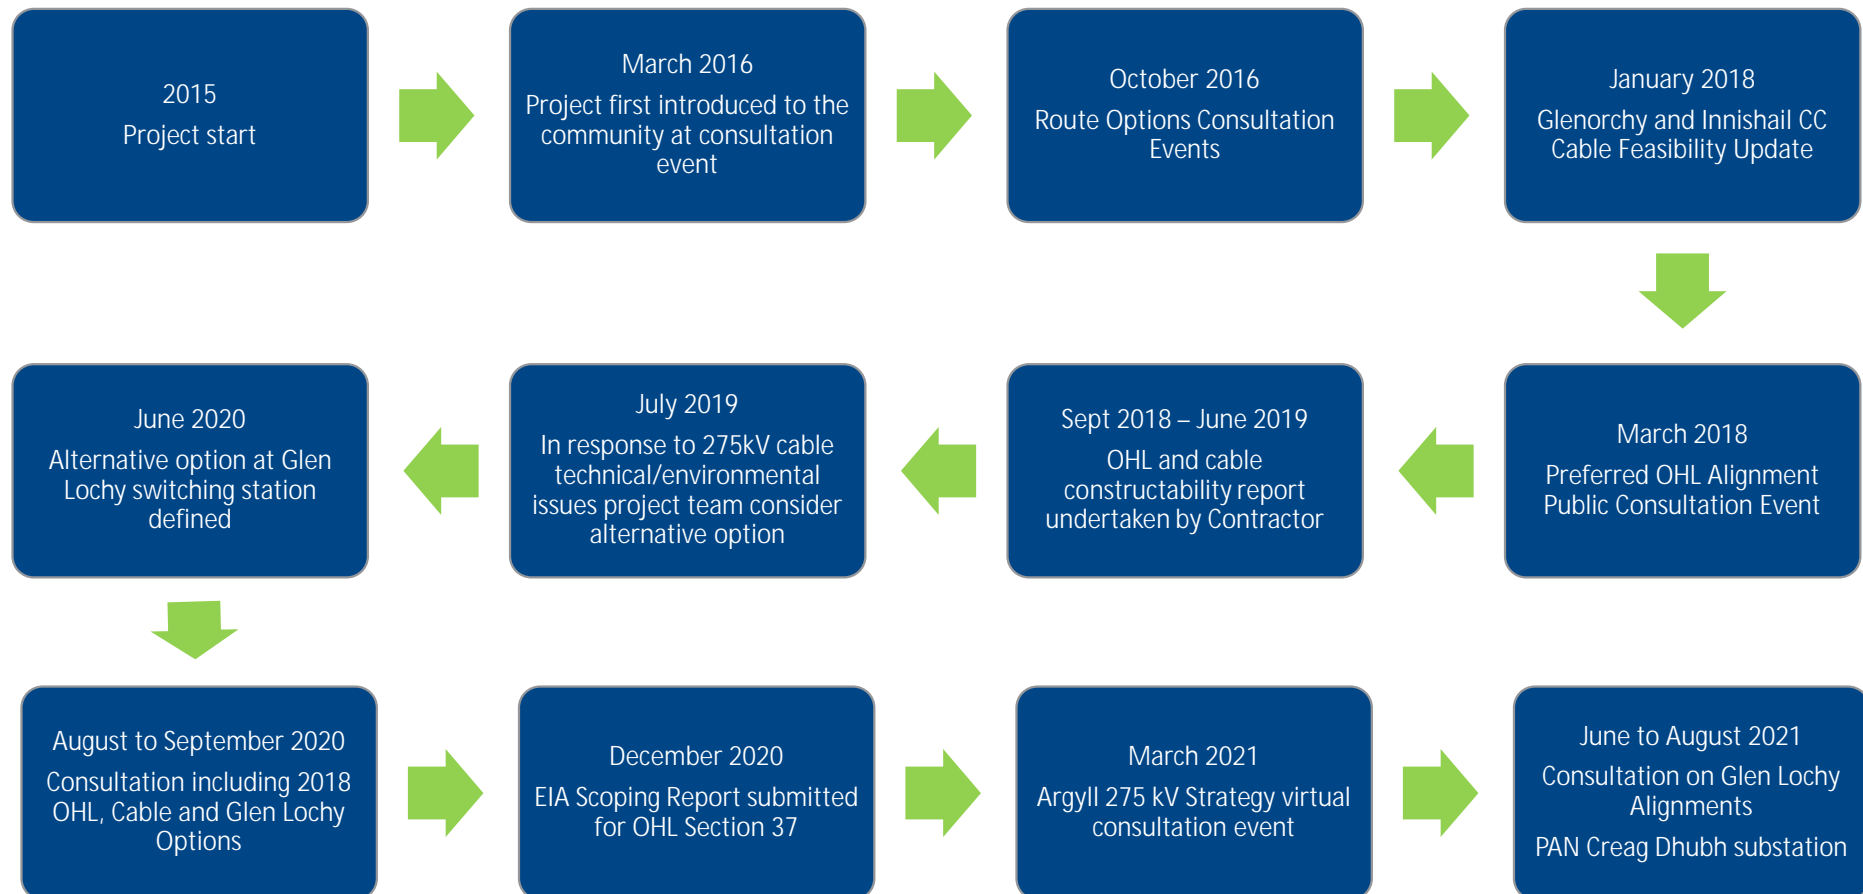 2015
Project start
March 2016
Project first introduced to the
community at consultation
event
October 2016
Route Options Consultation
Events
January 2018
Glenorchy and Innishail CC
Cable Feasibility Update
March 2018
Preferred OHL Alignment
Public Consultation Event
Sept 2018 – June 2019
OHL and cable
constructability report
undertaken by Contractor
July 2019
In response to 275kV cable
technical/environmental
issues project team consider
alternative option
June 2020
Alternative option at Glen
Lochy switching station
defined
August to September 2020
Consultation including 2018
OHL, Cable and Glen Lochy
Options
December 2020
EIA Scoping Report submitted
for OHL Section 37
March 2021
Argyll 275 kV Strategy virtual
consultation event
June to August 2021
Consultation on Glen Lochy
Alignments
PAN Creag Dhubh substation